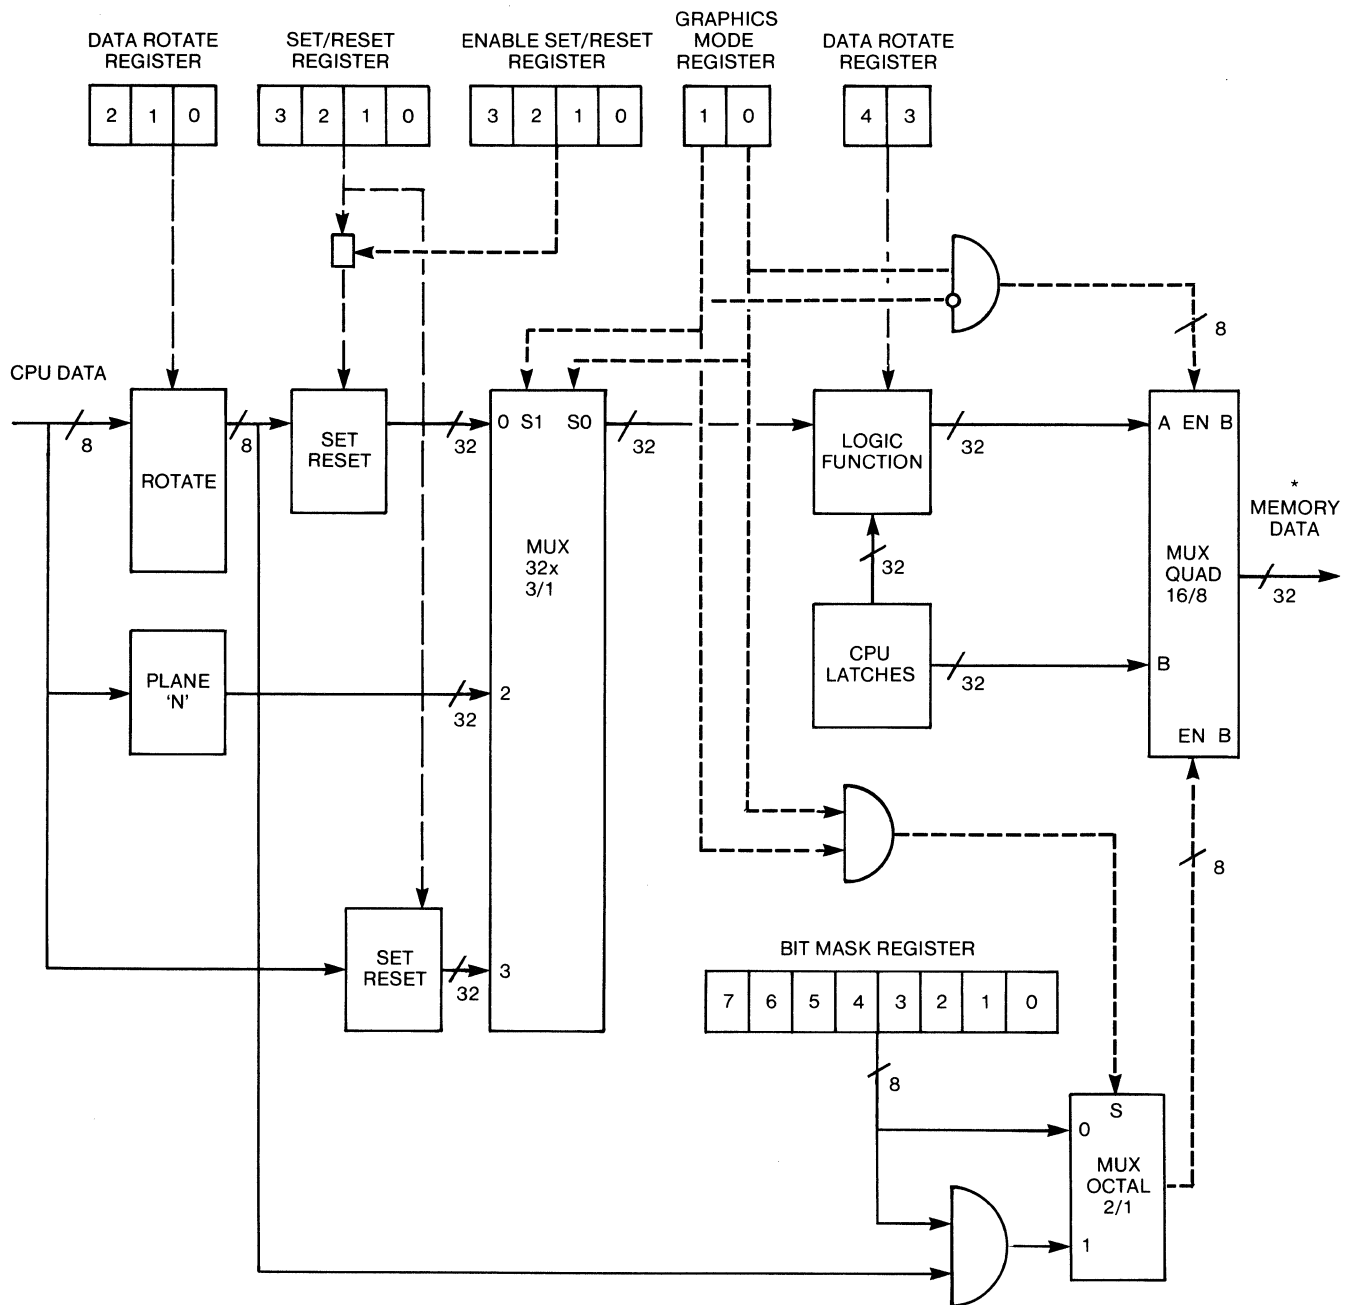 DATA ROTATE
REGISTER
2 1 0
SET/RESET
REGISTER
3 2 1 0
ENABLE SET/RESET
REGISTER
3 2 1 0
GRAPHICS
MODE
REGISTER
1 0
DATA ROTATE
REGISTER
4 3
CPU DATA
8
ROTATE
8
SET
RESET
32
0 S1 S0
MUX
32x
3/1
2
3
32
LOGIC
FUNCTION
32
8
A EN B
MUX
QUAD
16/8
B
EN B
*
MEMORY
DATA
32
32
CPU
LATCHES
32
PLANE
'N'
32
SET
RESET
32
8
BIT MASK REGISTER
7 6 5 4 3 2 1 0
8
S
0
MUX
OCTAL
2/1
1